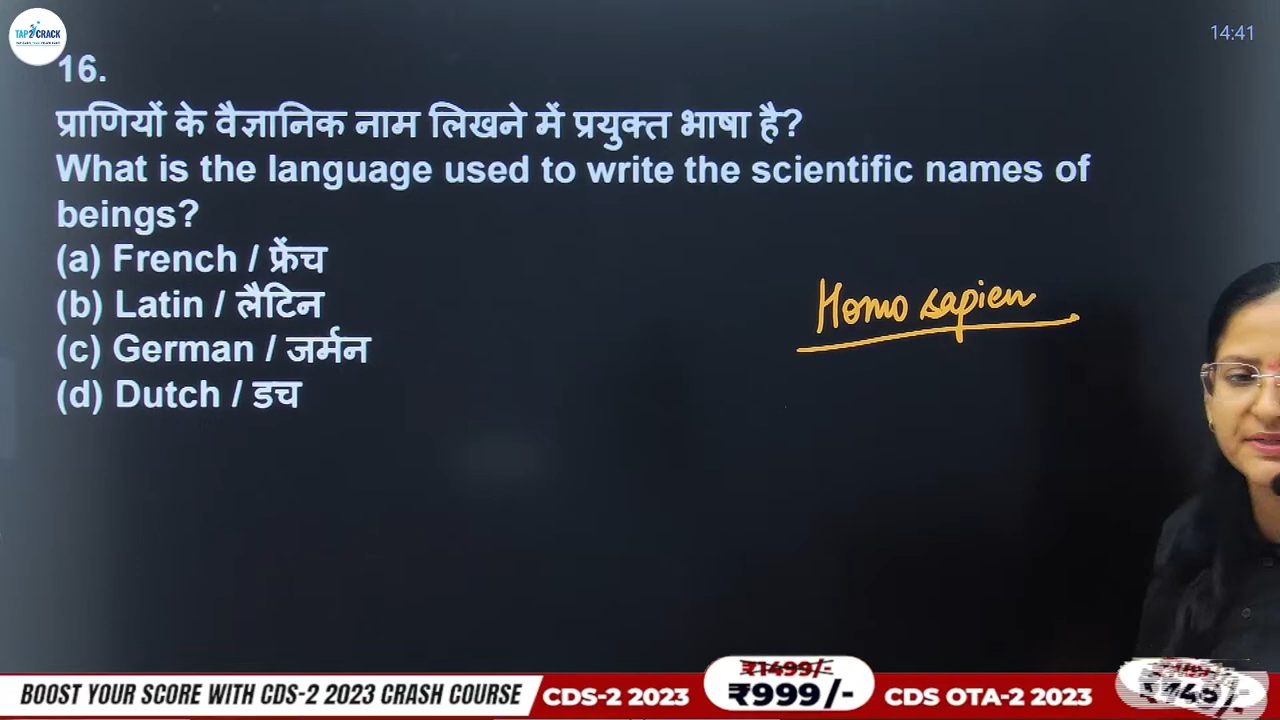 TAP2CRACK
14:41
16.
प्राणियों के वैज्ञानिक नाम लिखने में प्रयुक्त भाषा है?
What is the language used to write the scientific names of
beings?
(a) French / फ्रेंच
(b) Latin / लैटिन
(c) German / जर्मन
(d) Dutch / डच
Homo sapien
BOOST YOUR SCORE WITH CDS-2 2023 CRASH COURSE
CDS-2 2023
₹1499/-
₹999/-
CDS OTA-2 2023